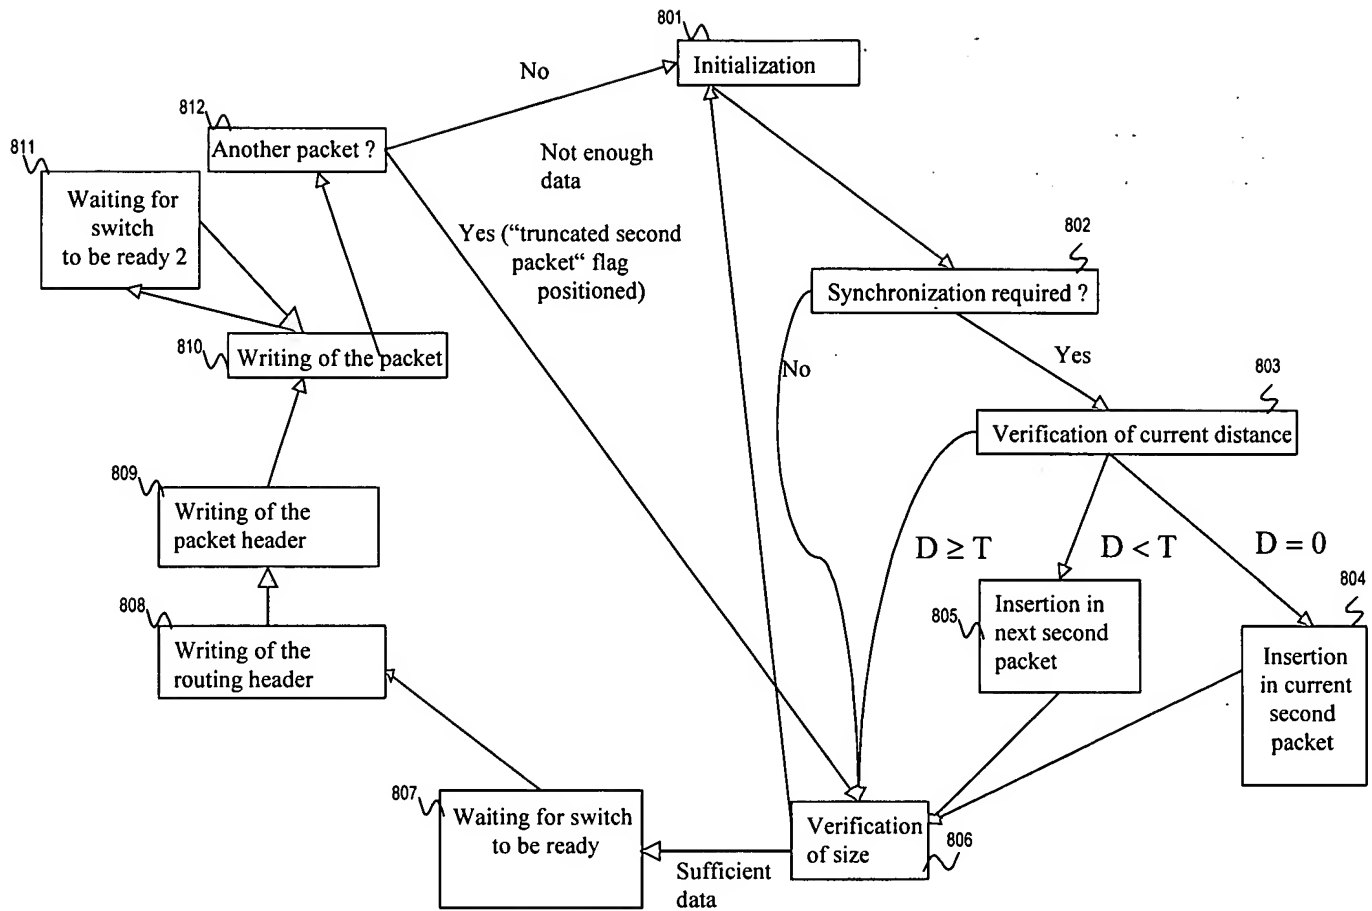 801
Initialization
No
812
Another packet ?
811
Waiting for
switch
to be ready 2
Not enough
data
Yes (“truncated second
packet“ flag
positioned)
802
Synchronization required ?
810
Writing of the packet
No
Yes
803
Verification of current distance
809
Writing of the
packet header
D ≥ T
D < T
D = 0
804
805
Insertion in
next second
packet
808
Writing of the
routing header
Insertion
in current
second
packet
807
Waiting for switch
to be ready
Verification
of size
806
Sufficient
data